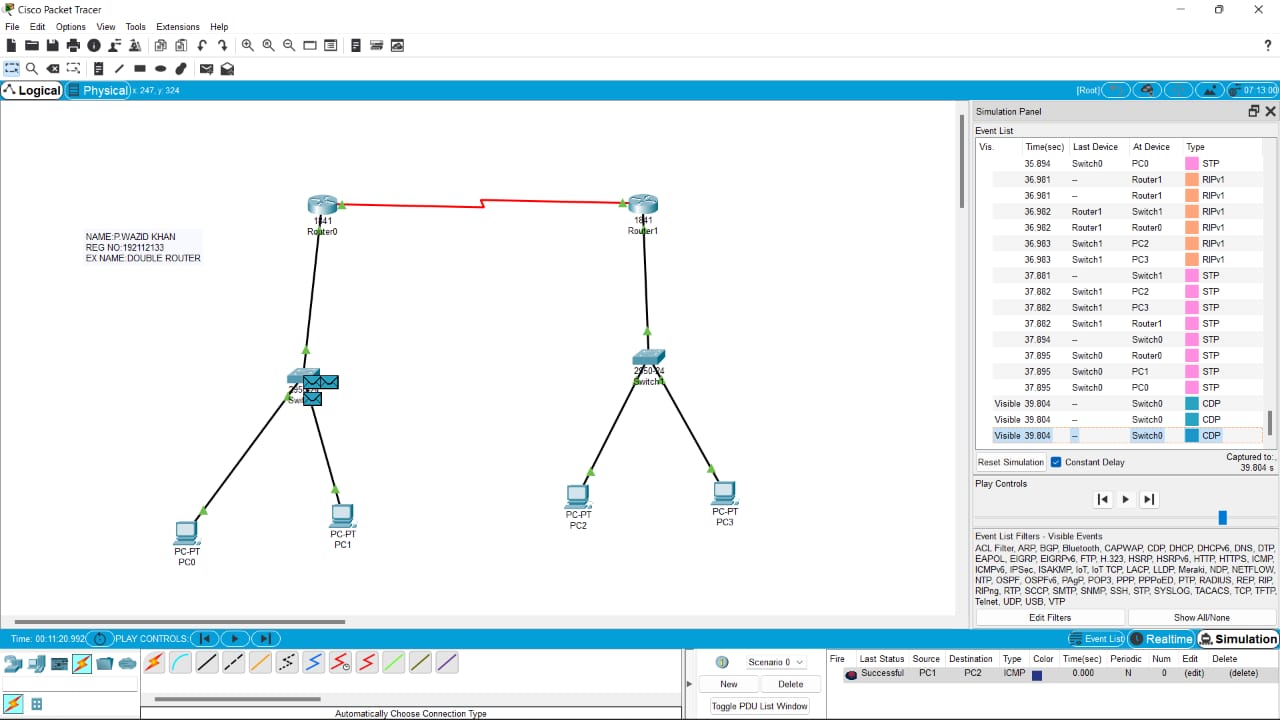 Cisco Packet Tracer
File Edit Options View Tools Extensions Help
?
Logical Physical x: 247, y: 324 [Root] 07:13:00
Simulation Panel
Event List
Vis. Time(sec) Last Device At Device Type
35.894 Switch0 PC0 STP
36.981 -- Router1 RIPv1
36.981 -- Router1 RIPv1
36.982 Router1 Switch1 RIPv1
36.982 Router1 Router0 RIPv1
36.983 Switch1 PC2 RIPv1
36.983 Switch1 PC3 RIPv1
37.881 -- Switch1 STP
37.882 Switch1 PC2 STP
37.882 Switch1 PC3 STP
37.882 Switch1 Router1 STP
37.894 -- Switch0 STP
37.895 Switch0 Router0 STP
37.895 Switch0 PC1 STP
37.895 Switch0 PC0 STP
Visible 39.804 -- Switch0 CDP
Visible 39.804 -- Switch0 CDP
Visible 39.804 -- Switch0 CDP
Reset Simulation Constant Delay Captured to:
39.804 s
Play Controls
Event List Filters - Visible Events
ACL Filter, ARP, BGP, Bluetooth, CAPWAP, CDP, DHCP, DHCPv6, DNS, DTP,
EAPOL, EIGRP, EIGRPv6, FTP, H.323, HSRP, HSRPv6, HTTP, HTTPS, ICMP,
ICMPv6, IPSec, ISAKMP, IoT, IoT TCP, LACP, LLDP, Meraki, NDP, NETFLOW,
NTP, OSPF, OSPFv6, PAgP, POP3, PPP, PPPoED, PTP, RADIUS, REP, RIP,
RIPng, RTP, SCCP, SMTP, SNMP, SSH, STP, SYSLOG, TACACS, TCP, TFTP,
Telnet, UDP, USB, VTP
Edit Filters Show All/None
1841
Router0
1841
Router1
NAME:P.WAZID KHAN
REG NO:192112133
EX NAME:DOUBLE ROUTER
2950-24
Switch1
PC-PT
PC0
PC-PT
PC1
PC-PT
PC2
PC-PT
PC3
Time: 00:11:20.992 PLAY CONTROLS: Event List Realtime Simulation
Automatically Choose Connection Type
Scenario 0
New Delete
Toggle PDU List Window
Fire Last Status Source Destination Type Color Time(sec) Periodic Num Edit Delete
Successful PC1 PC2 ICMP 0.000 N 0 (edit) (delete)